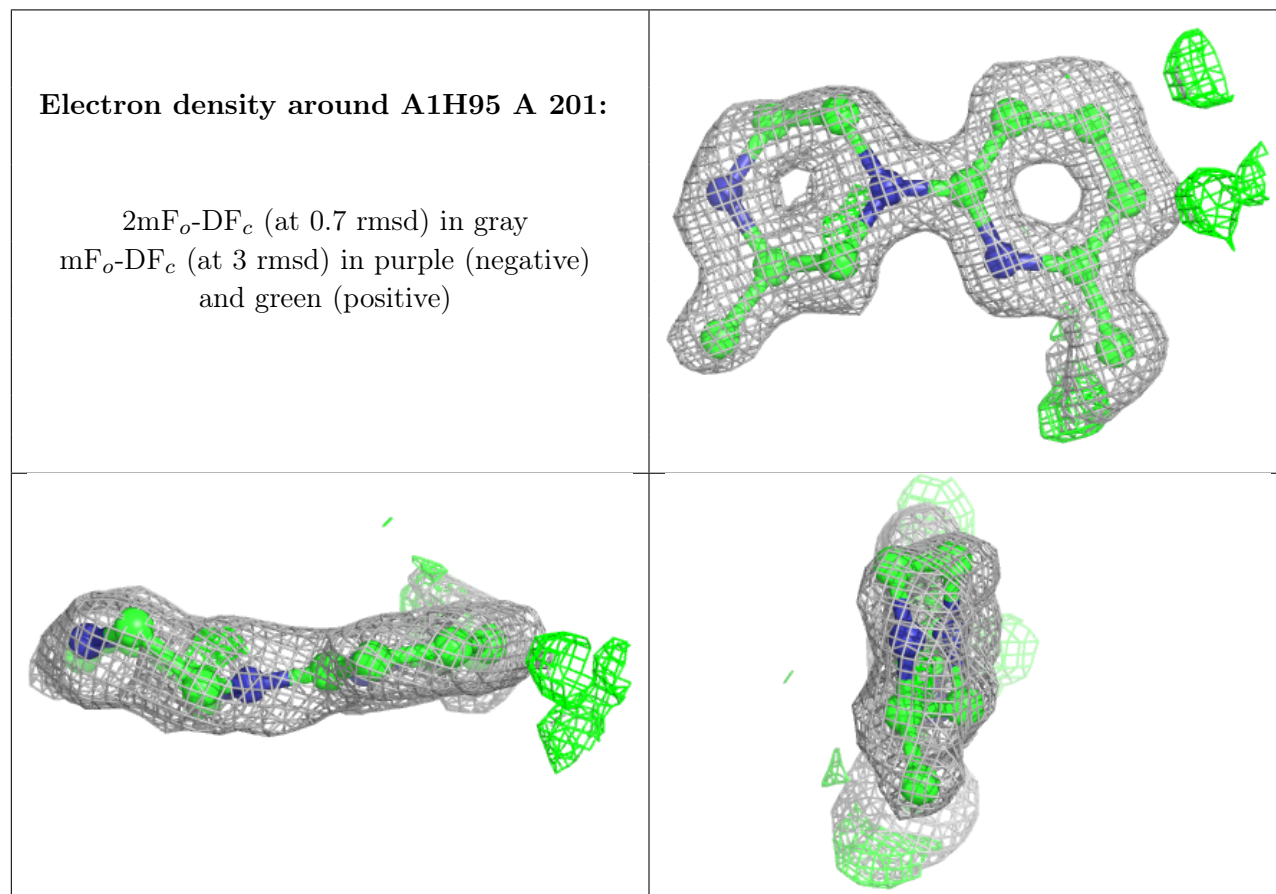 Electron density around A1H95 A 201:
2mFo-DFc (at 0.7 rmsd) in gray
mFo-DFc (at 3 rmsd) in purple (negative)
and green (positive)